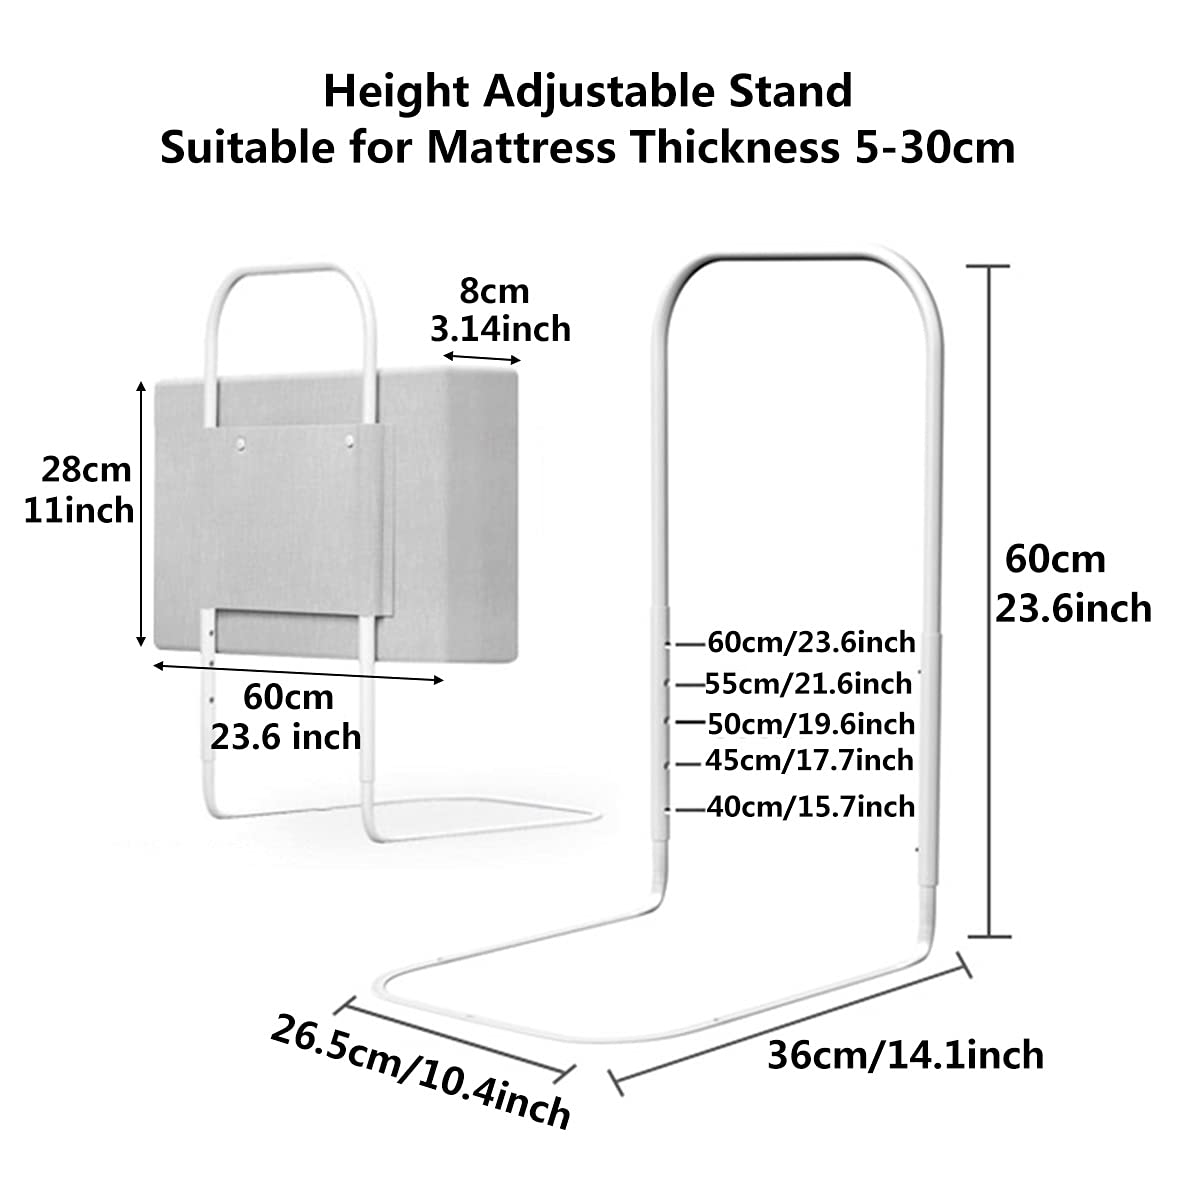 Height Adjustable Stand
Suitable for Mattress Thickness 5-30cm
8cm
3.14inch
28cm
11inch
60cm
23.6 inch
60cm
23.6inch
60cm/23.6inch
55cm/21.6inch
50cm/19.6inch
45cm/17.7inch
40cm/15.7inch
26.5cm/10.4inch
36cm/14.1inch